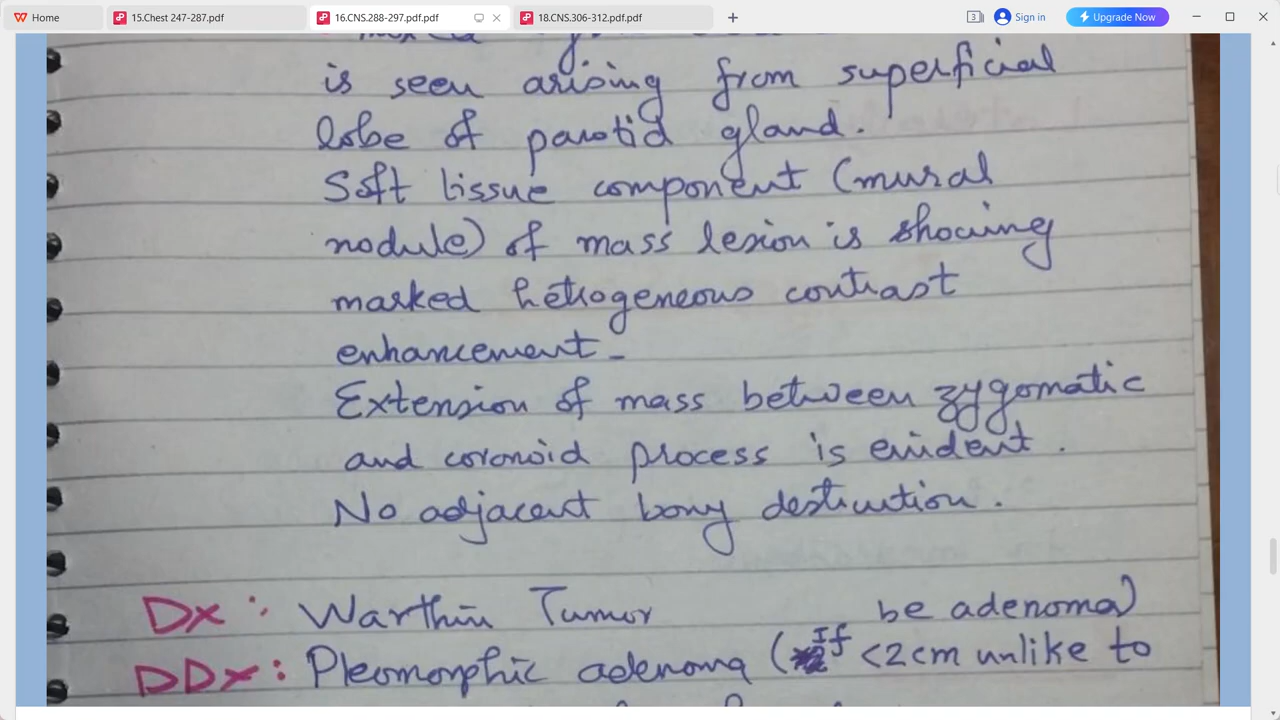 Home
15.Chest 247-287.pdf
16.CNS.288-297.pdf.pdf
18.CNS.306-312.pdf.pdf
3
Sign in
Upgrade Now
is seen arising from superficial
lobe of parotid gland.
Soft tissue component (mural
nodule) of mass lesion is showing
marked hetrogeneous contrast
enhancement-
Extension of mass between zygomatic
and coronoid process is evident.
No adjacent bony destruction.
Dx: Warthin Tumor
be adenoma)
DDx: Pleomorphic adenoma (If <2cm unlike to